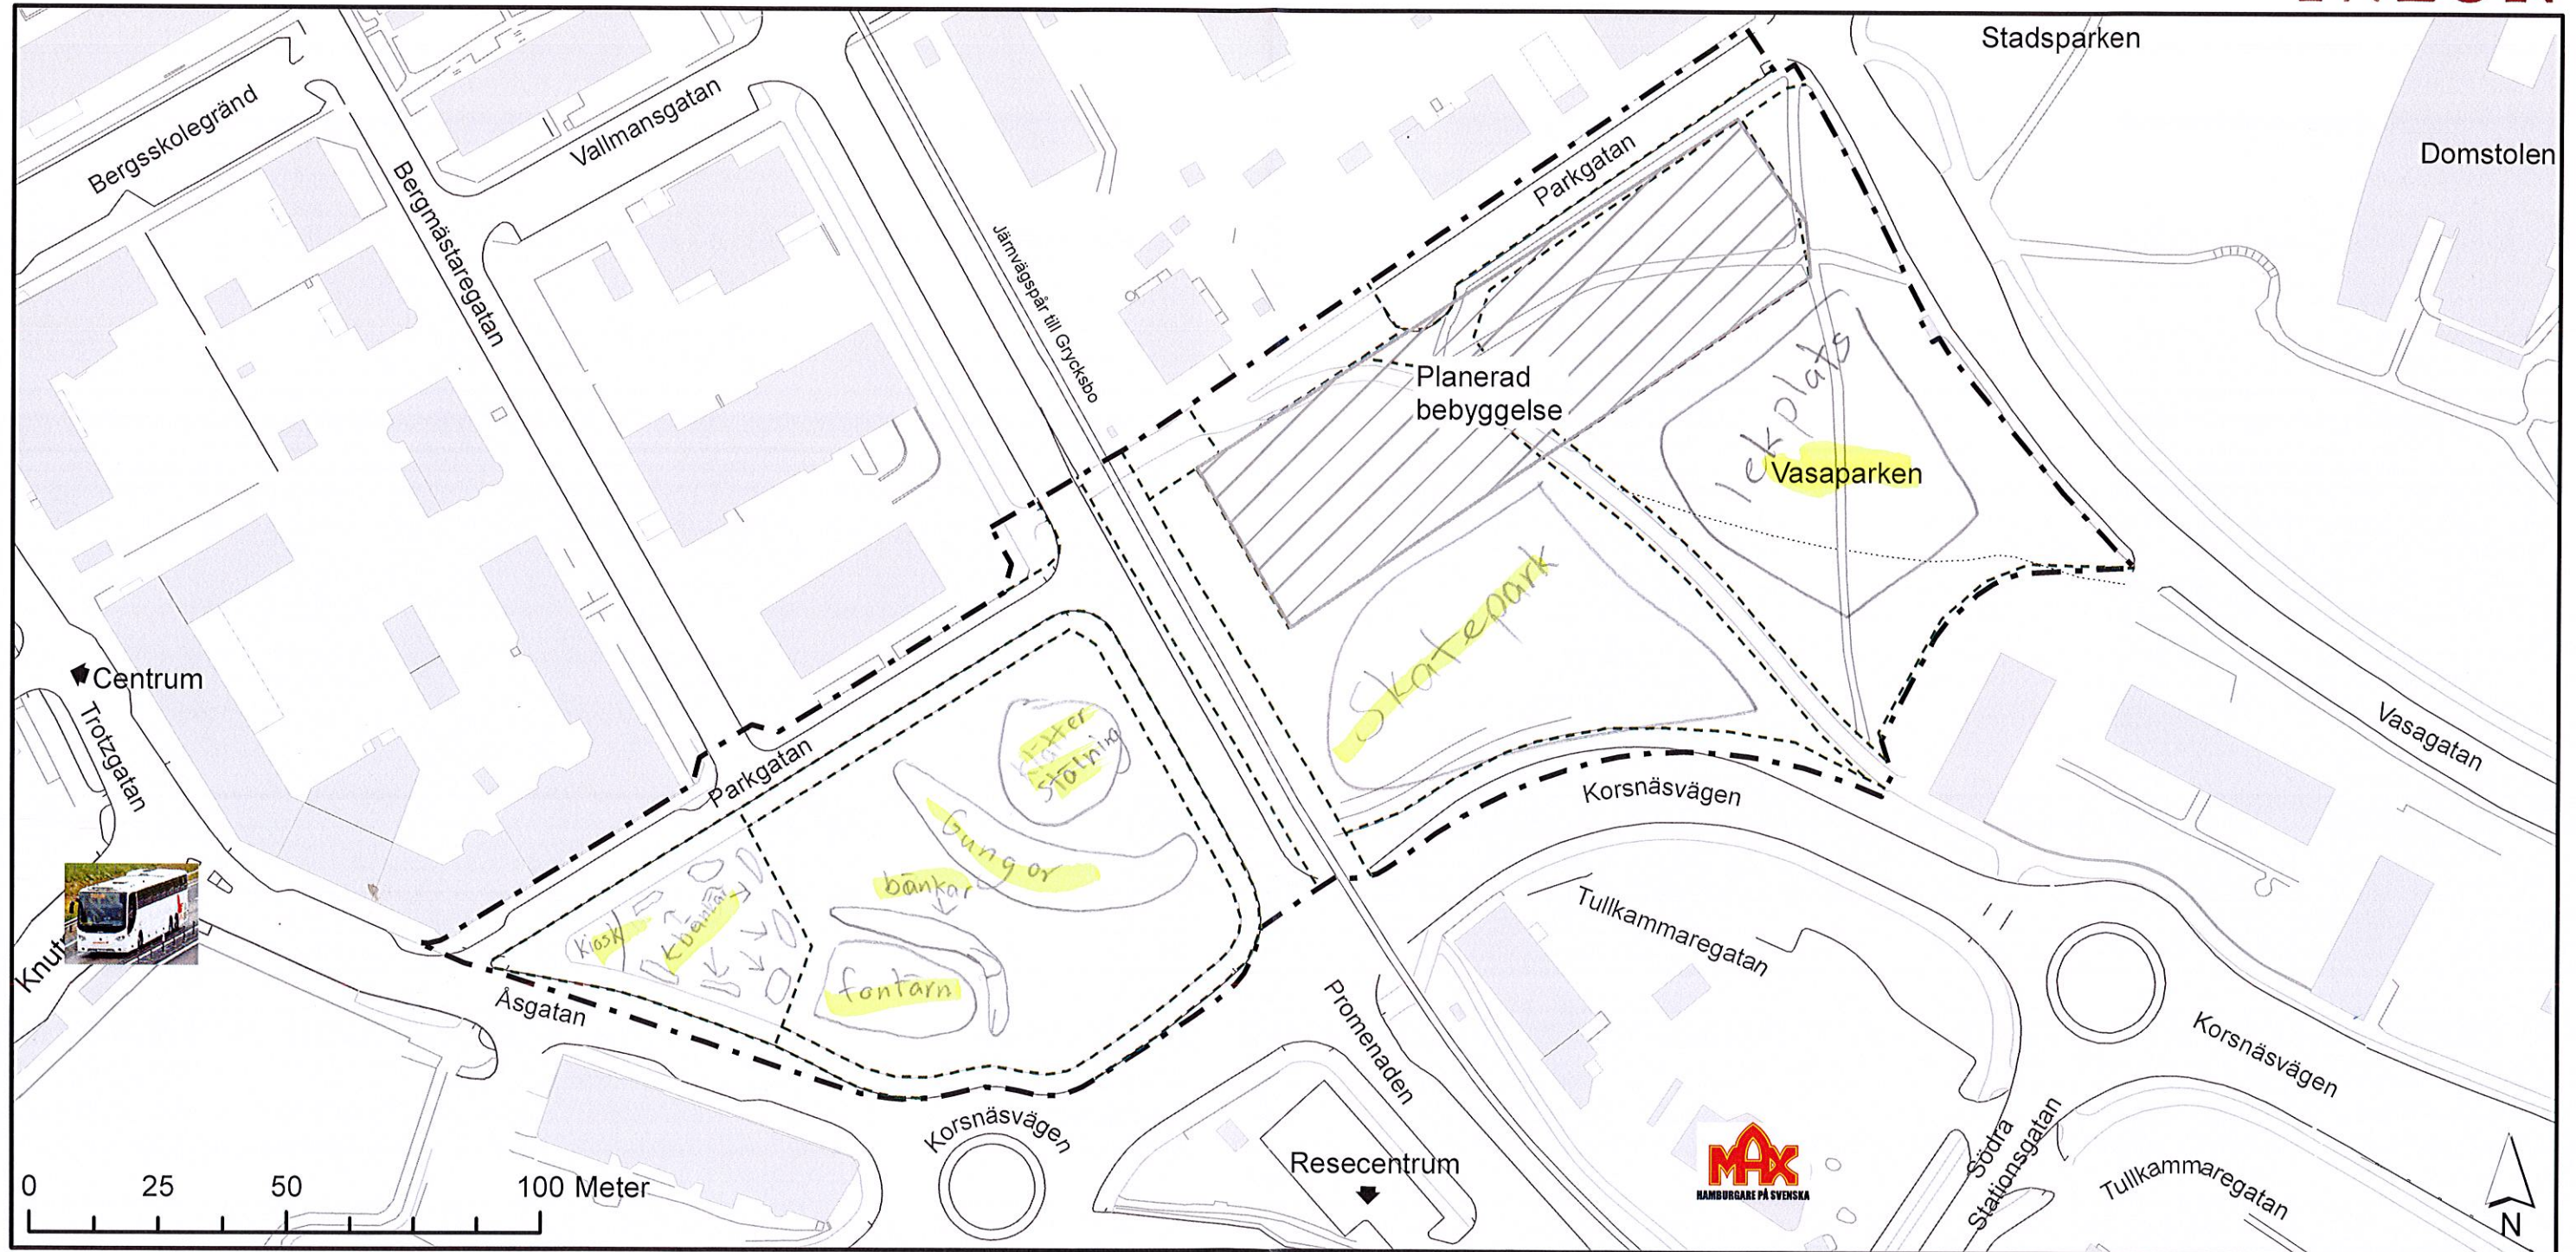 Stadsparken
Domstolen
Bergsskolegränd
Vallmansgatan
Bergmästaregatan
Järnvägspår till Grycksbo
Parkgatan
Planerad
bebyggelse
lekplats
Vasaparken
Skatepark
Centrum
Trotzgatan
Parkgatan
Stätning
Gungor
bänkar
kiosk
bänkar
fontärn
Korsnäsvägen
Vasagatan
Tullkammaregatan
Åsgatan
Promenaden
Korsnäsvägen
Korsnäsvägen
Resecentrum
MAX
HAMBURGARE PÅ SVENSKA
Södra
Stationsgatan
Tullkammaregatan
0 25 50 100 Meter
N